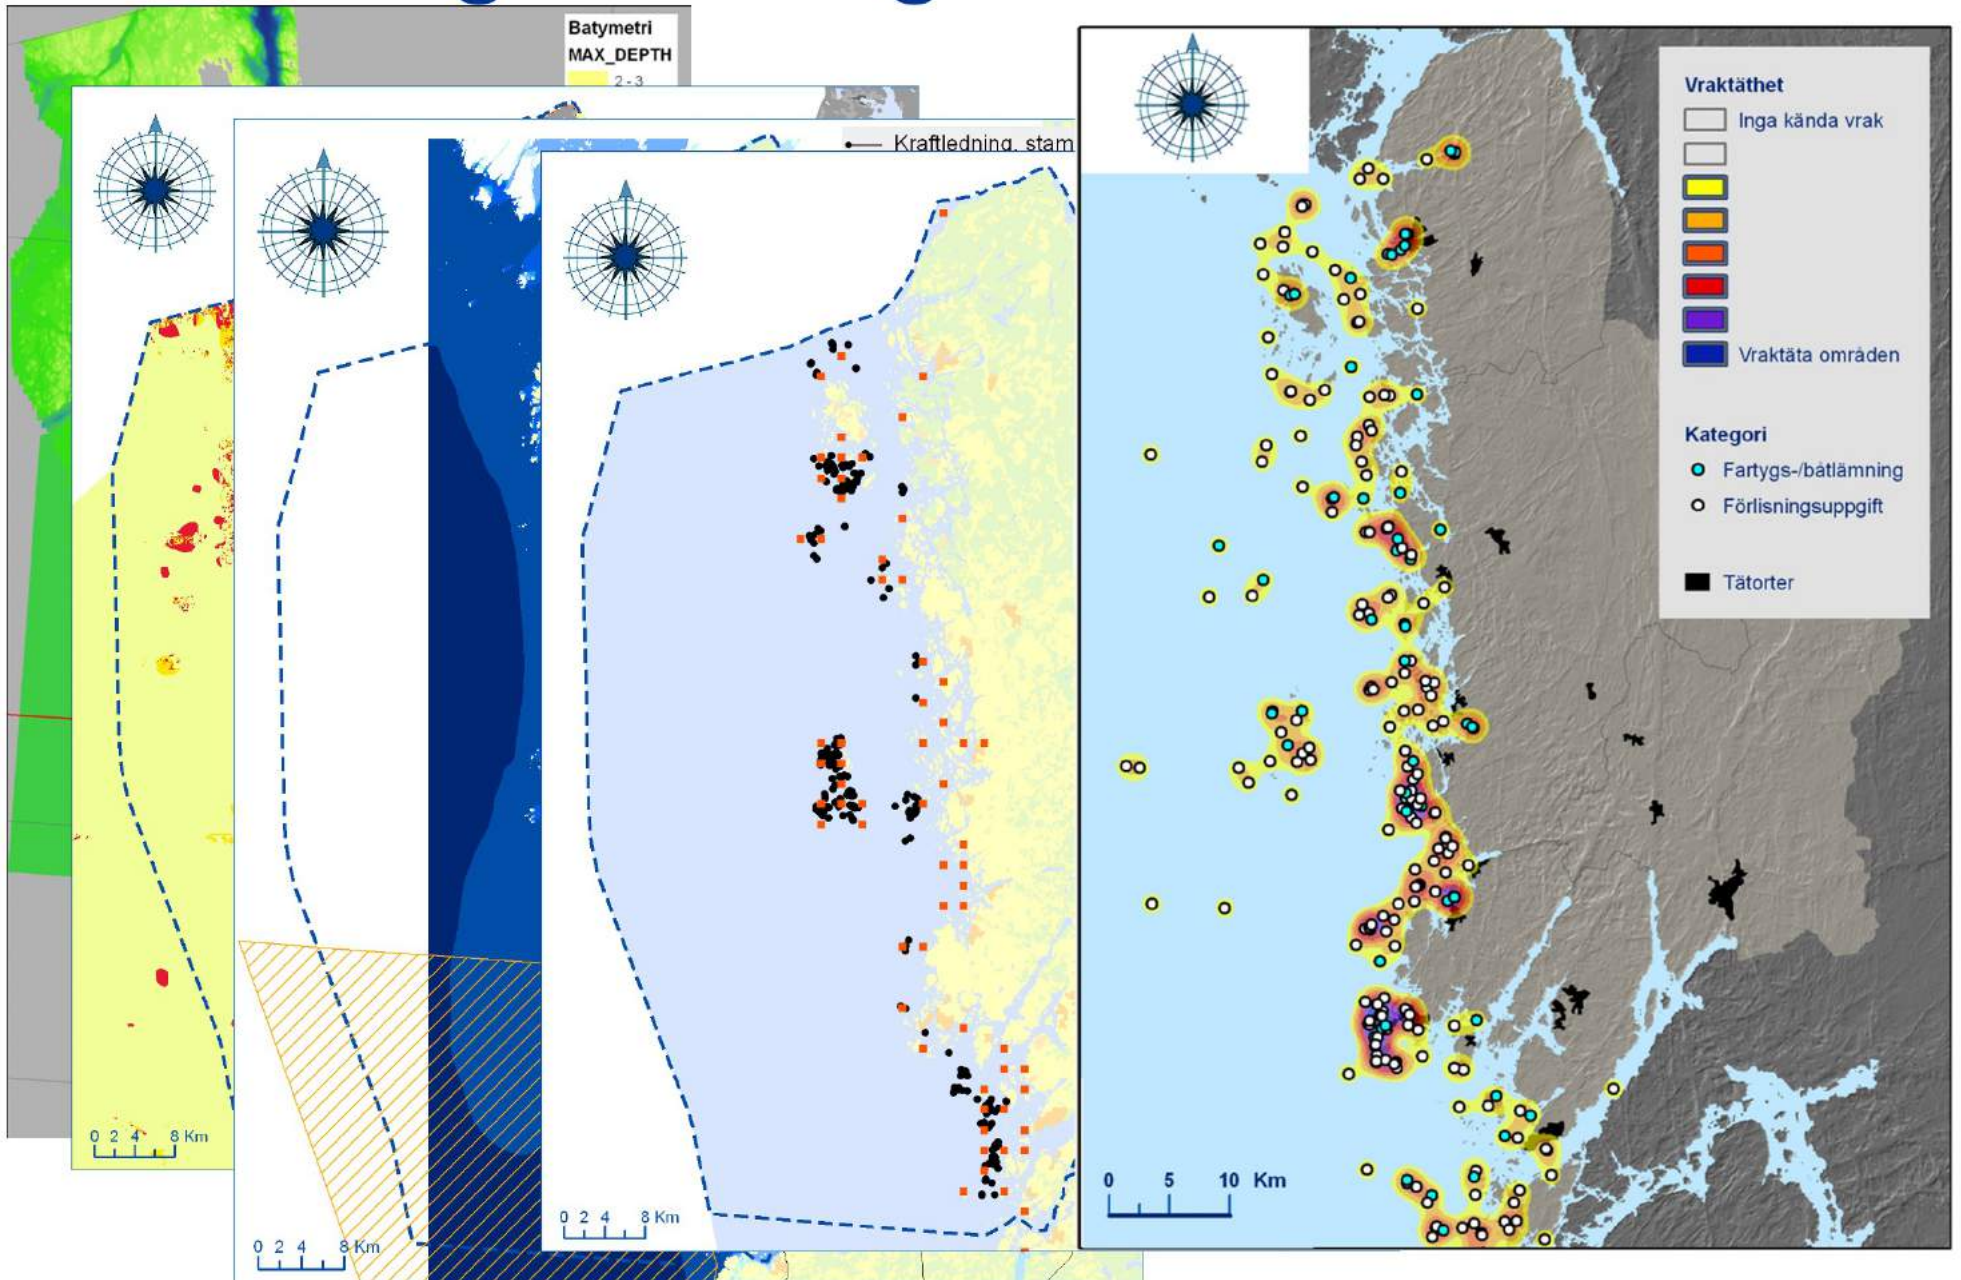 Batymetri
MAX_DEPTH
2 - 3
Kraftledning, stam
Vraktäthet
Inga kända vrak
Vraktäta områden
Kategori
Fartygs-/båtlämning
Förlisningsuppgift
Tätorter
0 2 4 8 Km
0 2 4 8 Km
0 2 4 8 Km
0 5 10 Km